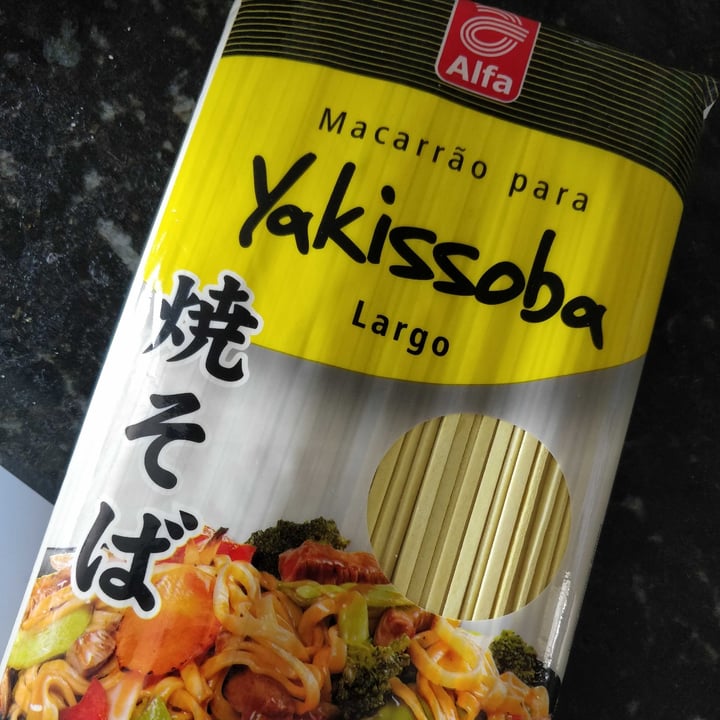 Alfa
Macarrão para
Yakissoba
Largo
焼そば